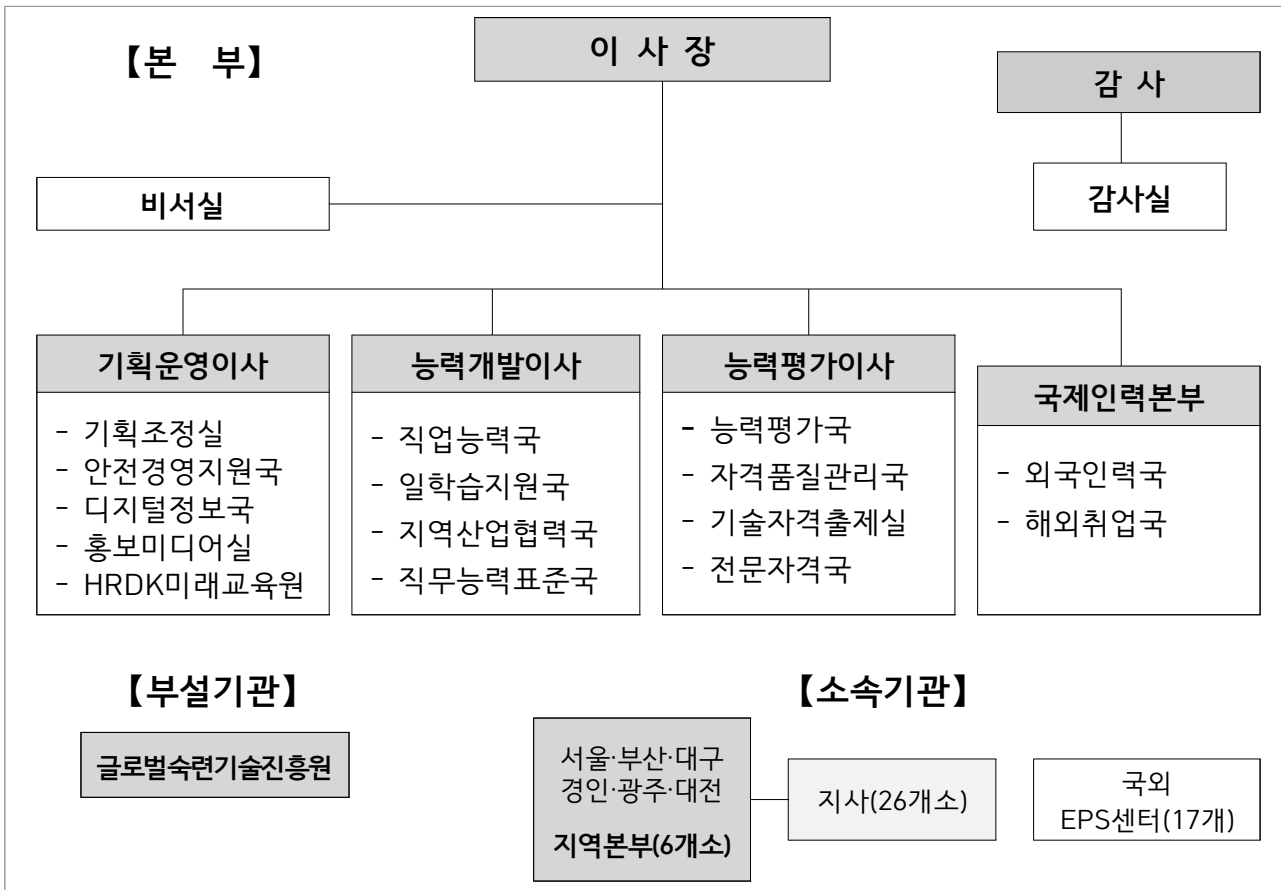 【본 부】
이 사 장
감 사
비서실
감사실
기획운영이사
- 기획조정실
- 안전경영지원국
- 디지털정보국
- 홍보미디어실
- HRDK미래교육원
능력개발이사
- 직업능력국
- 일학습지원국
- 지역산업협력국
- 직무능력표준국
능력평가이사
- 능력평가국
- 자격품질관리국
- 기술자격출제실
- 전문자격국
국제인력본부
- 외국인력국
- 해외취업국
【부설기관】
글로벌숙련기술진흥원
【소속기관】
서울·부산·대구
경인·광주·대전
지역본부(6개소)
지사(26개소)
국외
EPS센터(17개)